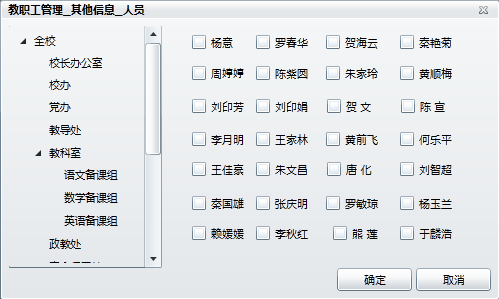 教职工管理_其他信息_人员
全校
校长办公室
校办
党办
教导处
教科室
语文备课组
数学备课组
英语备课组
政教处
杨意 罗春华 贺海云 秦艳菊
周婷婷 陈粲圆 朱家玲 黄顺梅
刘印芳 刘印娟 贺 文 陈 宣
李月明 王家林 黄前飞 何乐平
王佳豪 朱文昌 唐 化 刘智超
秦国雄 张庆明 罗敏琼 杨玉兰
赖媛媛 李秋红 熊 莲 于麟浩
确定 取消